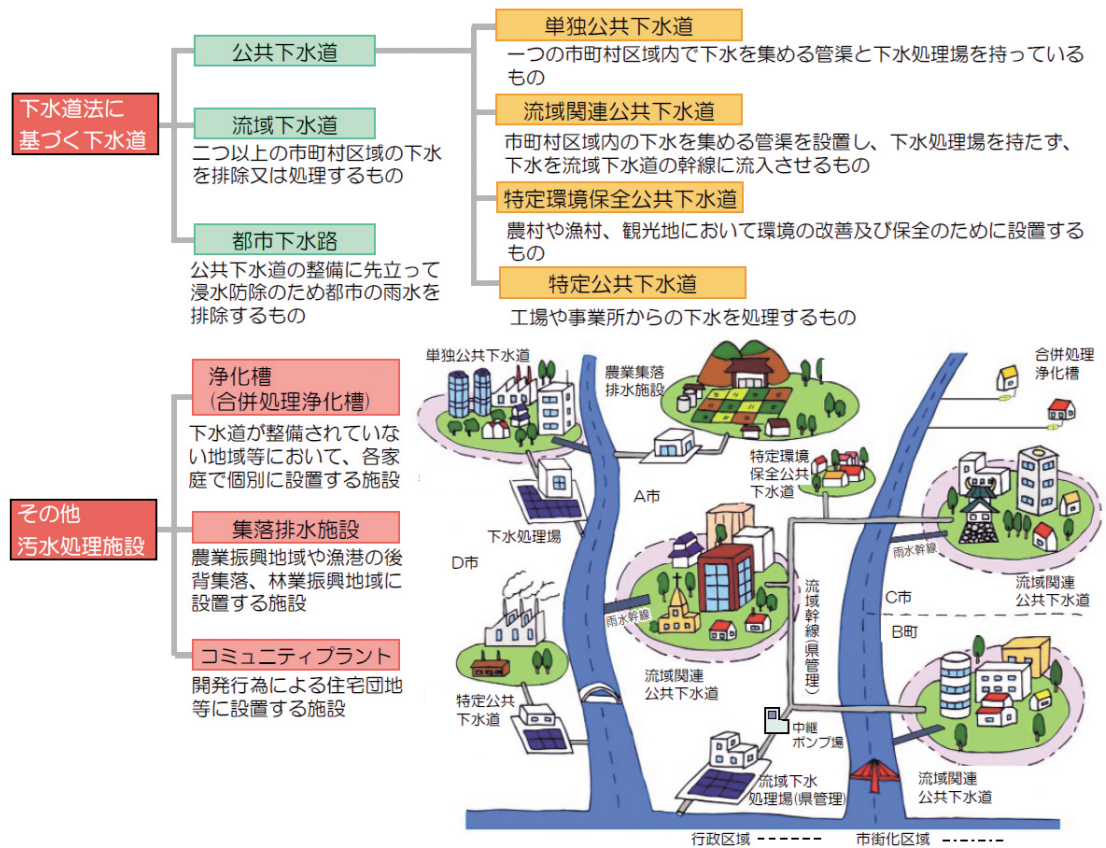 下水道法に
基づく下水道
公共下水道
流域下水道
二つ以上の市町村区域の下水
を排除又は処理するもの
都市下水路
公共下水道の整備に先立って
浸水防除のため都市の雨水を
排除するもの
単独公共下水道
一つの市町村区域内で下水を集める管渠と下水処理場を持っている
もの
流域関連公共下水道
市町村区域内の下水を集める管渠を設置し、下水処理場を持たず、
下水を流域下水道の幹線に流入させるもの
特定環境保全公共下水道
農村や漁村、観光地において環境の改善及び保全のために設置する
もの
特定公共下水道
工場や事業所からの下水を処理するもの
その他
汚水処理施設
浄化槽
(合併処理浄化槽)
下水道が整備されていな
い地域等において、各家
庭で個別に設置する施設
集落排水施設
農業振興地域や漁港の後
背集落、林業振興地域に
設置する施設
コミュニティプラント
開発行為による住宅団地
等に設置する施設
単独公共下水道
農業集落
排水施設
合併処理
浄化槽
特定環境
保全公共
下水道
A市
下水処理場
D市
雨水幹線
流域関連
公共下水道
C市
B町
雨水幹線
流域幹線(県管理)
流域関連
公共下水道
特定公共
下水道
中継
ポンプ場
流域下水
処理場(県管理)
流域関連
公共下水道
行政区域
市街化区域